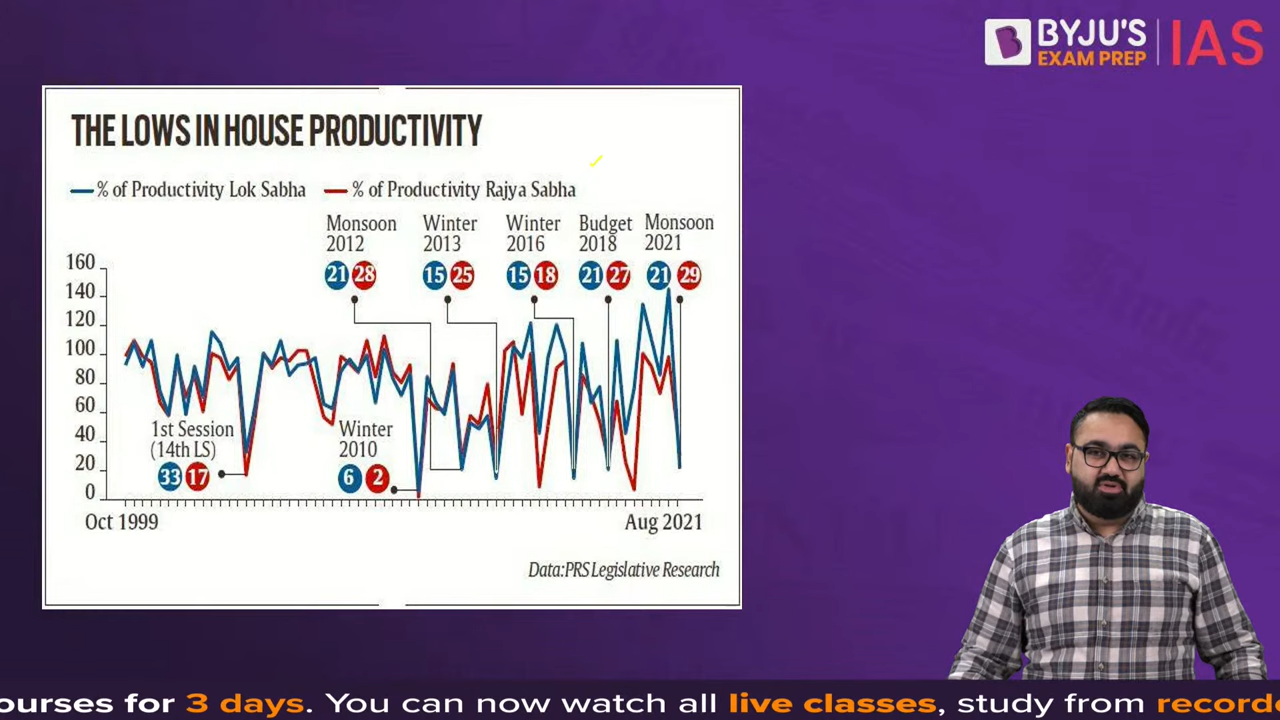 BYJU'S
EXAM PREP
IAS
THE LOWS IN HOUSE PRODUCTIVITY
% of Productivity Lok Sabha % of Productivity Rajya Sabha
Monsoon 2012 21 28
Winter 2013 15 25
Winter 2016 15 18
Budget 2018 21 27
Monsoon 2021 21 29
160
140
120
100
80
60
40
20
0
1st Session
(14th LS)
33 17
Winter
2010
6 2
Oct 1999 Aug 2021
Data:PRS Legislative Research
ourses for 3 days. You can now watch all live classes, study from recorde